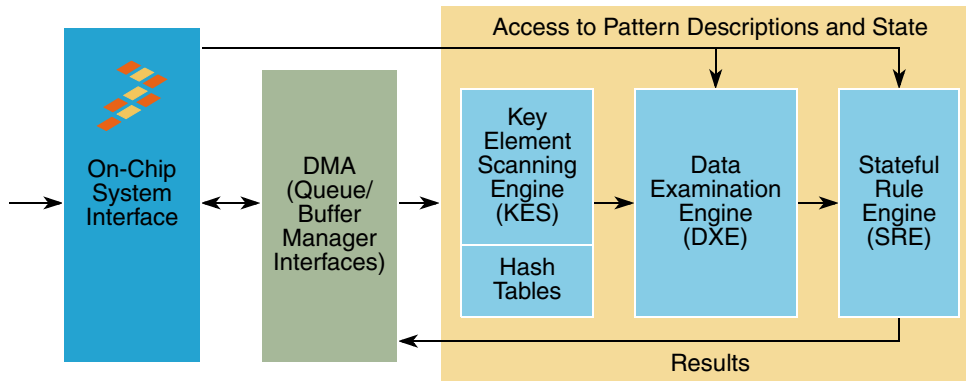 Access to Pattern Descriptions and State
On-Chip
System
Interface
DMA
(Queue/
Buffer
Manager
Interfaces)
Key
Element
Scanning
Engine
(KES)
Hash
Tables
Data
Examination
Engine
(DXE)
Stateful
Rule
Engine
(SRE)
Results